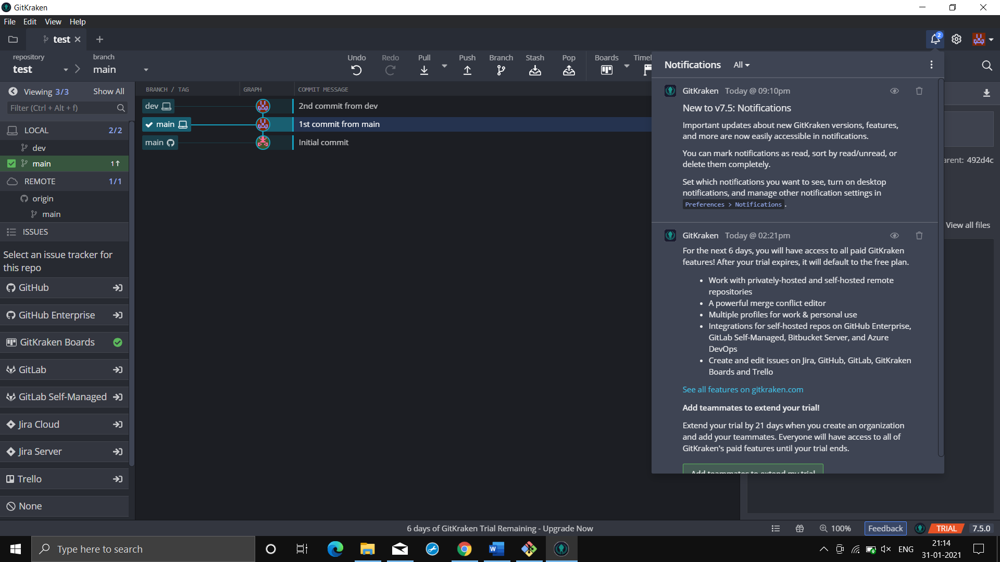 GitKraken
File Edit View Help
test
2
repository
test
branch
main
Undo
Redo
Pull
Push
Branch
Stash
Pop
Boards
Notifications All
Viewing 3/3 Show All
Filter (Ctrl + Alt + f)
LOCAL 2/2
dev
main 1↑
REMOTE 1/1
origin
main
ISSUES
Select an issue tracker for
this repo
GitHub
GitHub Enterprise
GitKraken Boards
GitLab
GitLab Self-Managed
Jira Cloud
Jira Server
Trello
None
BRANCH / TAG GRAPH COMMIT MESSAGE
dev 2nd commit from dev
main 1st commit from main
main Initial commit
GitKraken Today @ 09:10pm
New to v7.5: Notifications
Important updates about new GitKraken versions, features,
and more are now easily accessible in notifications.
You can mark notifications as read, sort by read/unread, or
delete them completely.
Set which notifications you want to see, turn on desktop
notifications, and manage other notification settings in
Preferences > Notifications.
GitKraken Today @ 02:21pm
For the next 6 days, you will have access to all paid GitKraken
features! After your trial expires, it will default to the free plan.
• Work with privately-hosted and self-hosted remote
repositories
• A powerful merge conflict editor
• Multiple profiles for work & personal use
• Integrations for self-hosted repos on GitHub Enterprise,
GitLab Self-Managed, Bitbucket Server, and Azure
DevOps
• Create and edit issues on Jira, GitHub, GitLab, GitKraken
Boards and Trello
See all features on gitkraken.com
Add teammates to extend your trial!
Extend your trial by 21 days when you create an organization
and add your teammates. Everyone will have access to all of
GitKraken's paid features until your trial ends.
Add teammates to extend my trial
arent: 492d4c
View all files
6 days of GitKraken Trial Remaining - Upgrade Now
100%
Feedback
TRIAL
7.5.0
Type here to search
ENG
21:14
31-01-2021